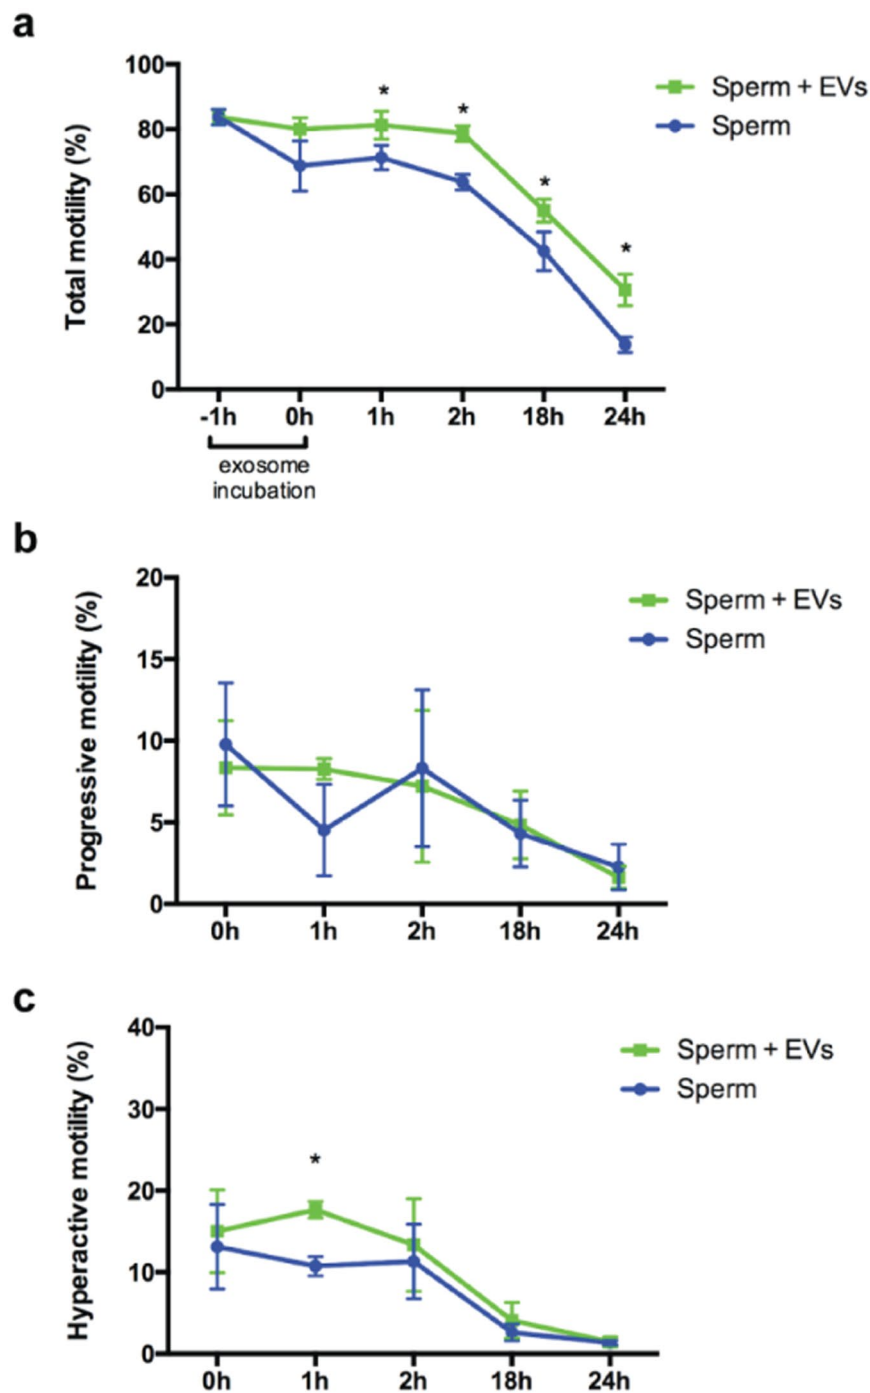 a
100
80
60
40
20
0
Total motility (%)
*
*
*
*
Sperm + EVs
Sperm
-1h 0h 1h 2h 18h 24h
exosome
incubation
b
20
15
10
5
0
Progressive motility (%)
Sperm + EVs
Sperm
0h 1h 2h 18h 24h
c
40
30
20
10
0
Hyperactive motility (%)
*
Sperm + EVs
Sperm
0h 1h 2h 18h 24h